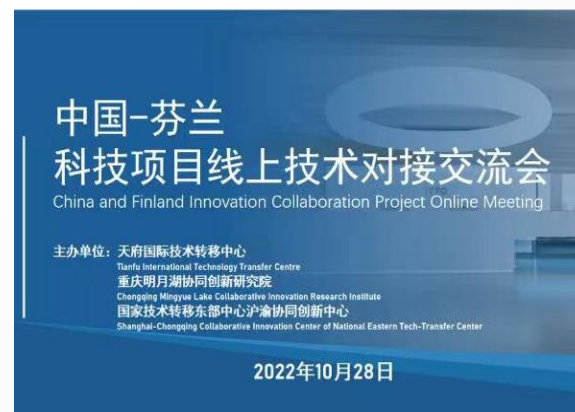 中国-芬兰
科技项目线上技术对接交流会
China and Finland Innovation Collaboration Project Online Meeting
主办单位：天府国际技术转移中心
Tianfu International Technology Transfer Centre
重庆明月湖协同创新研究院
Chongqing Mingyue Lake Collaborative Innovation Research Institute
国家技术转移东部中心沪渝协同创新中心
Shanghai-Chongqing Collaborative Innovation Center of National Eastern Tech-Transfer Center
2022年10月28日